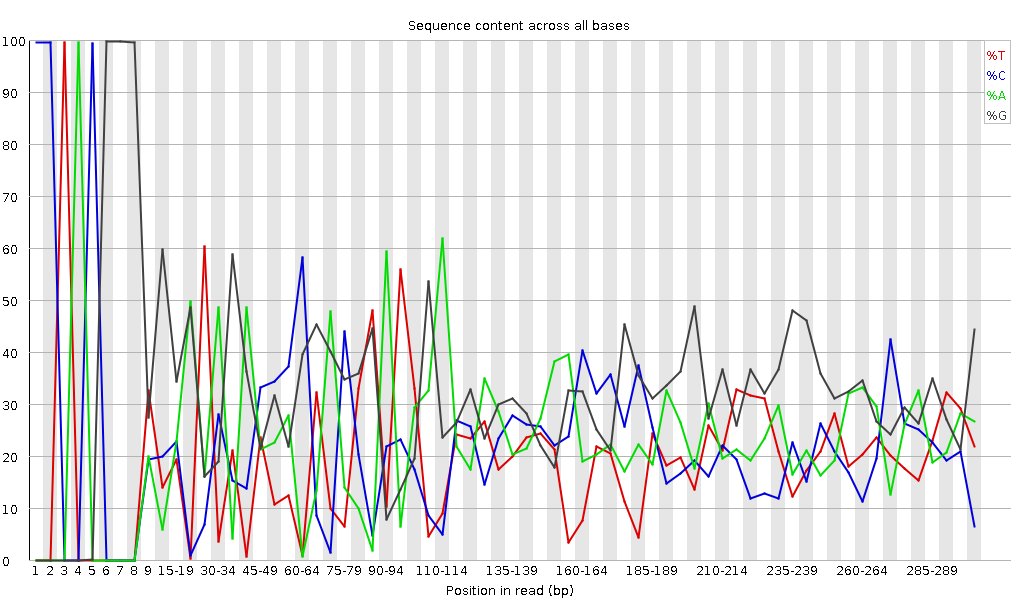 Sequence content across all bases
100
90
80
70
60
50
40
30
20
10
0
%T
%C
%A
%G
1 2 3 4 5 6 7 8 9 15-19 30-34 45-49 60-64 75-79 90-94 110-114 135-139 160-164 185-189 210-214 235-239 260-264 285-289
Position in read (bp)